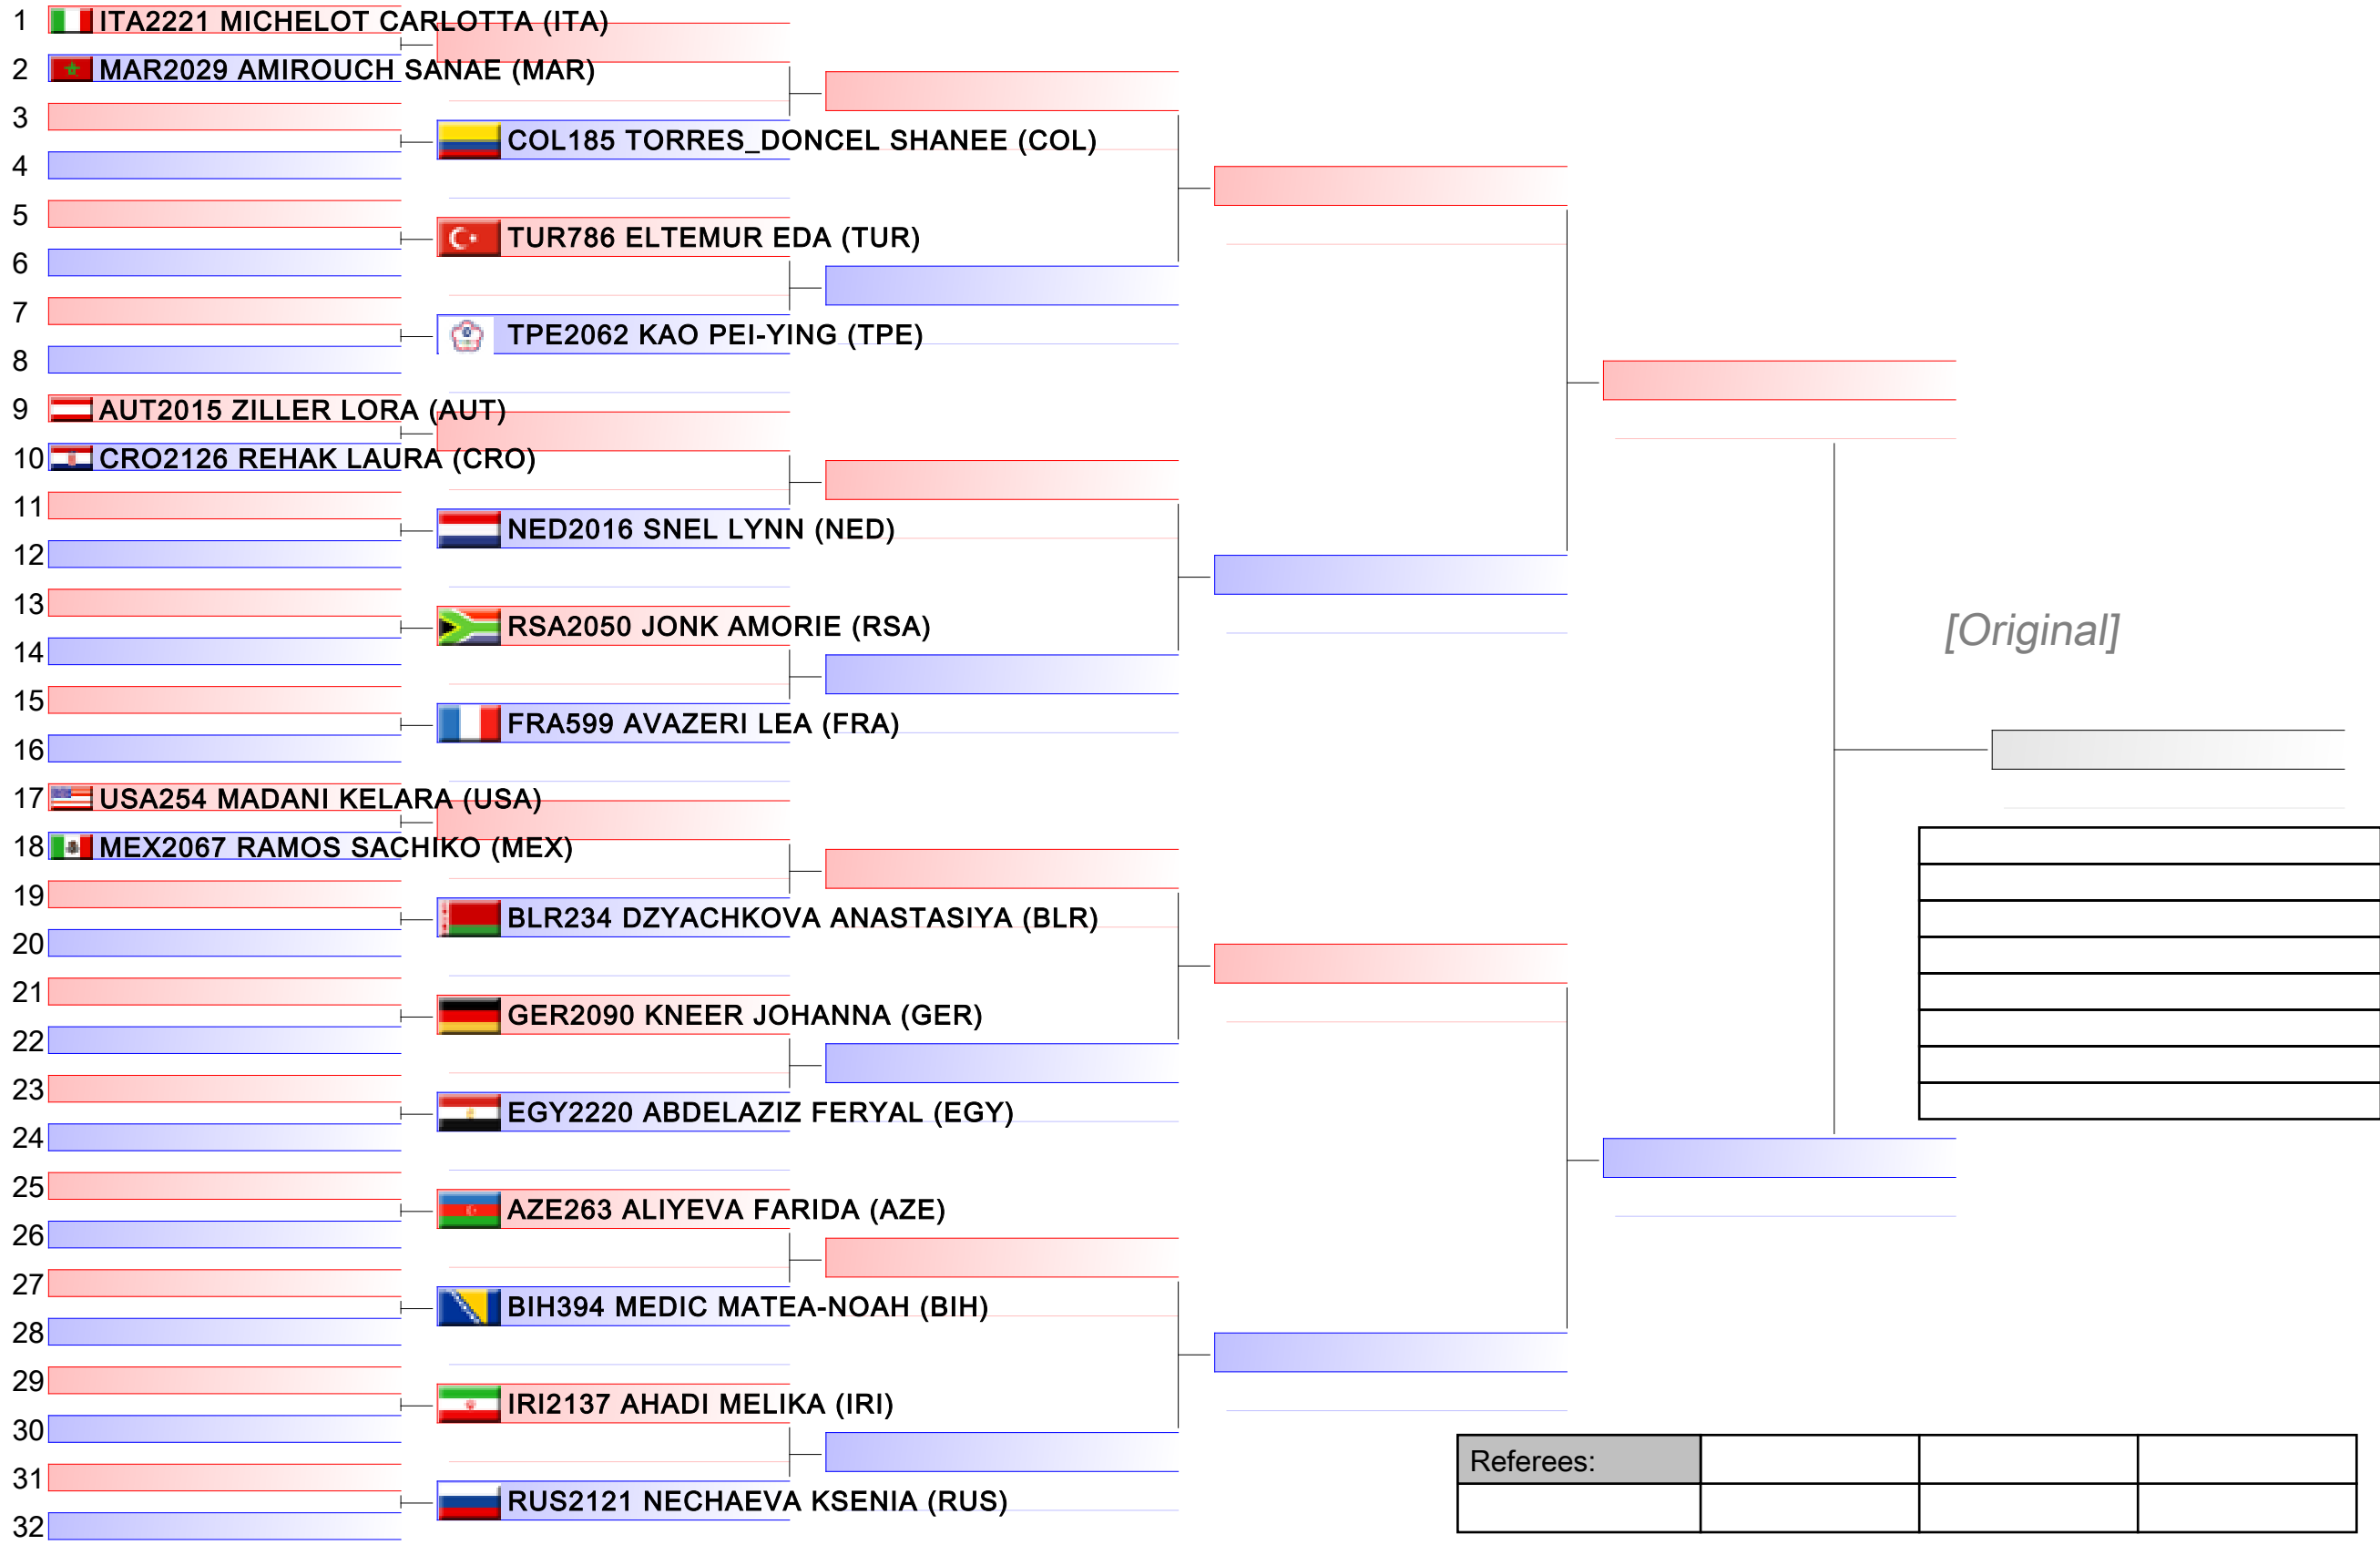 1 ITA2221 MICHELOT CARLOTTA (ITA)
2 MAR2029 AMIROUCH SANAE (MAR)
3
COL185 TORRES_DONCEL SHANEE (COL)
4
5
TUR786 ELTEMUR EDA (TUR)
6
7
TPE2062 KAO PEI-YING (TPE)
8
9 AUT2015 ZILLER LORA (AUT)
10 CRO2126 REHAK LAURA (CRO)
11
NED2016 SNEL LYNN (NED)
12
13
RSA2050 JONK AMORIE (RSA)
[Original]
14
15
FRA599 AVAZERI LEA (FRA)
16
17 USA254 MADANI KELARA (USA)
18 MEX2067 RAMOS SACHIKO (MEX)
19
BLR234 DZYACHKOVA ANASTASIYA (BLR)
20
21
GER2090 KNEER JOHANNA (GER)
22
23
EGY2220 ABDELAZIZ FERYAL (EGY)
24
25
AZE263 ALIYEVA FARIDA (AZE)
26
27
BIH394 MEDIC MATEA-NOAH (BIH)
28
29
IRI2137 AHADI MELIKA (IRI)
30
Referees:
31
RUS2121 NECHAEVA KSENIA (RUS)
32